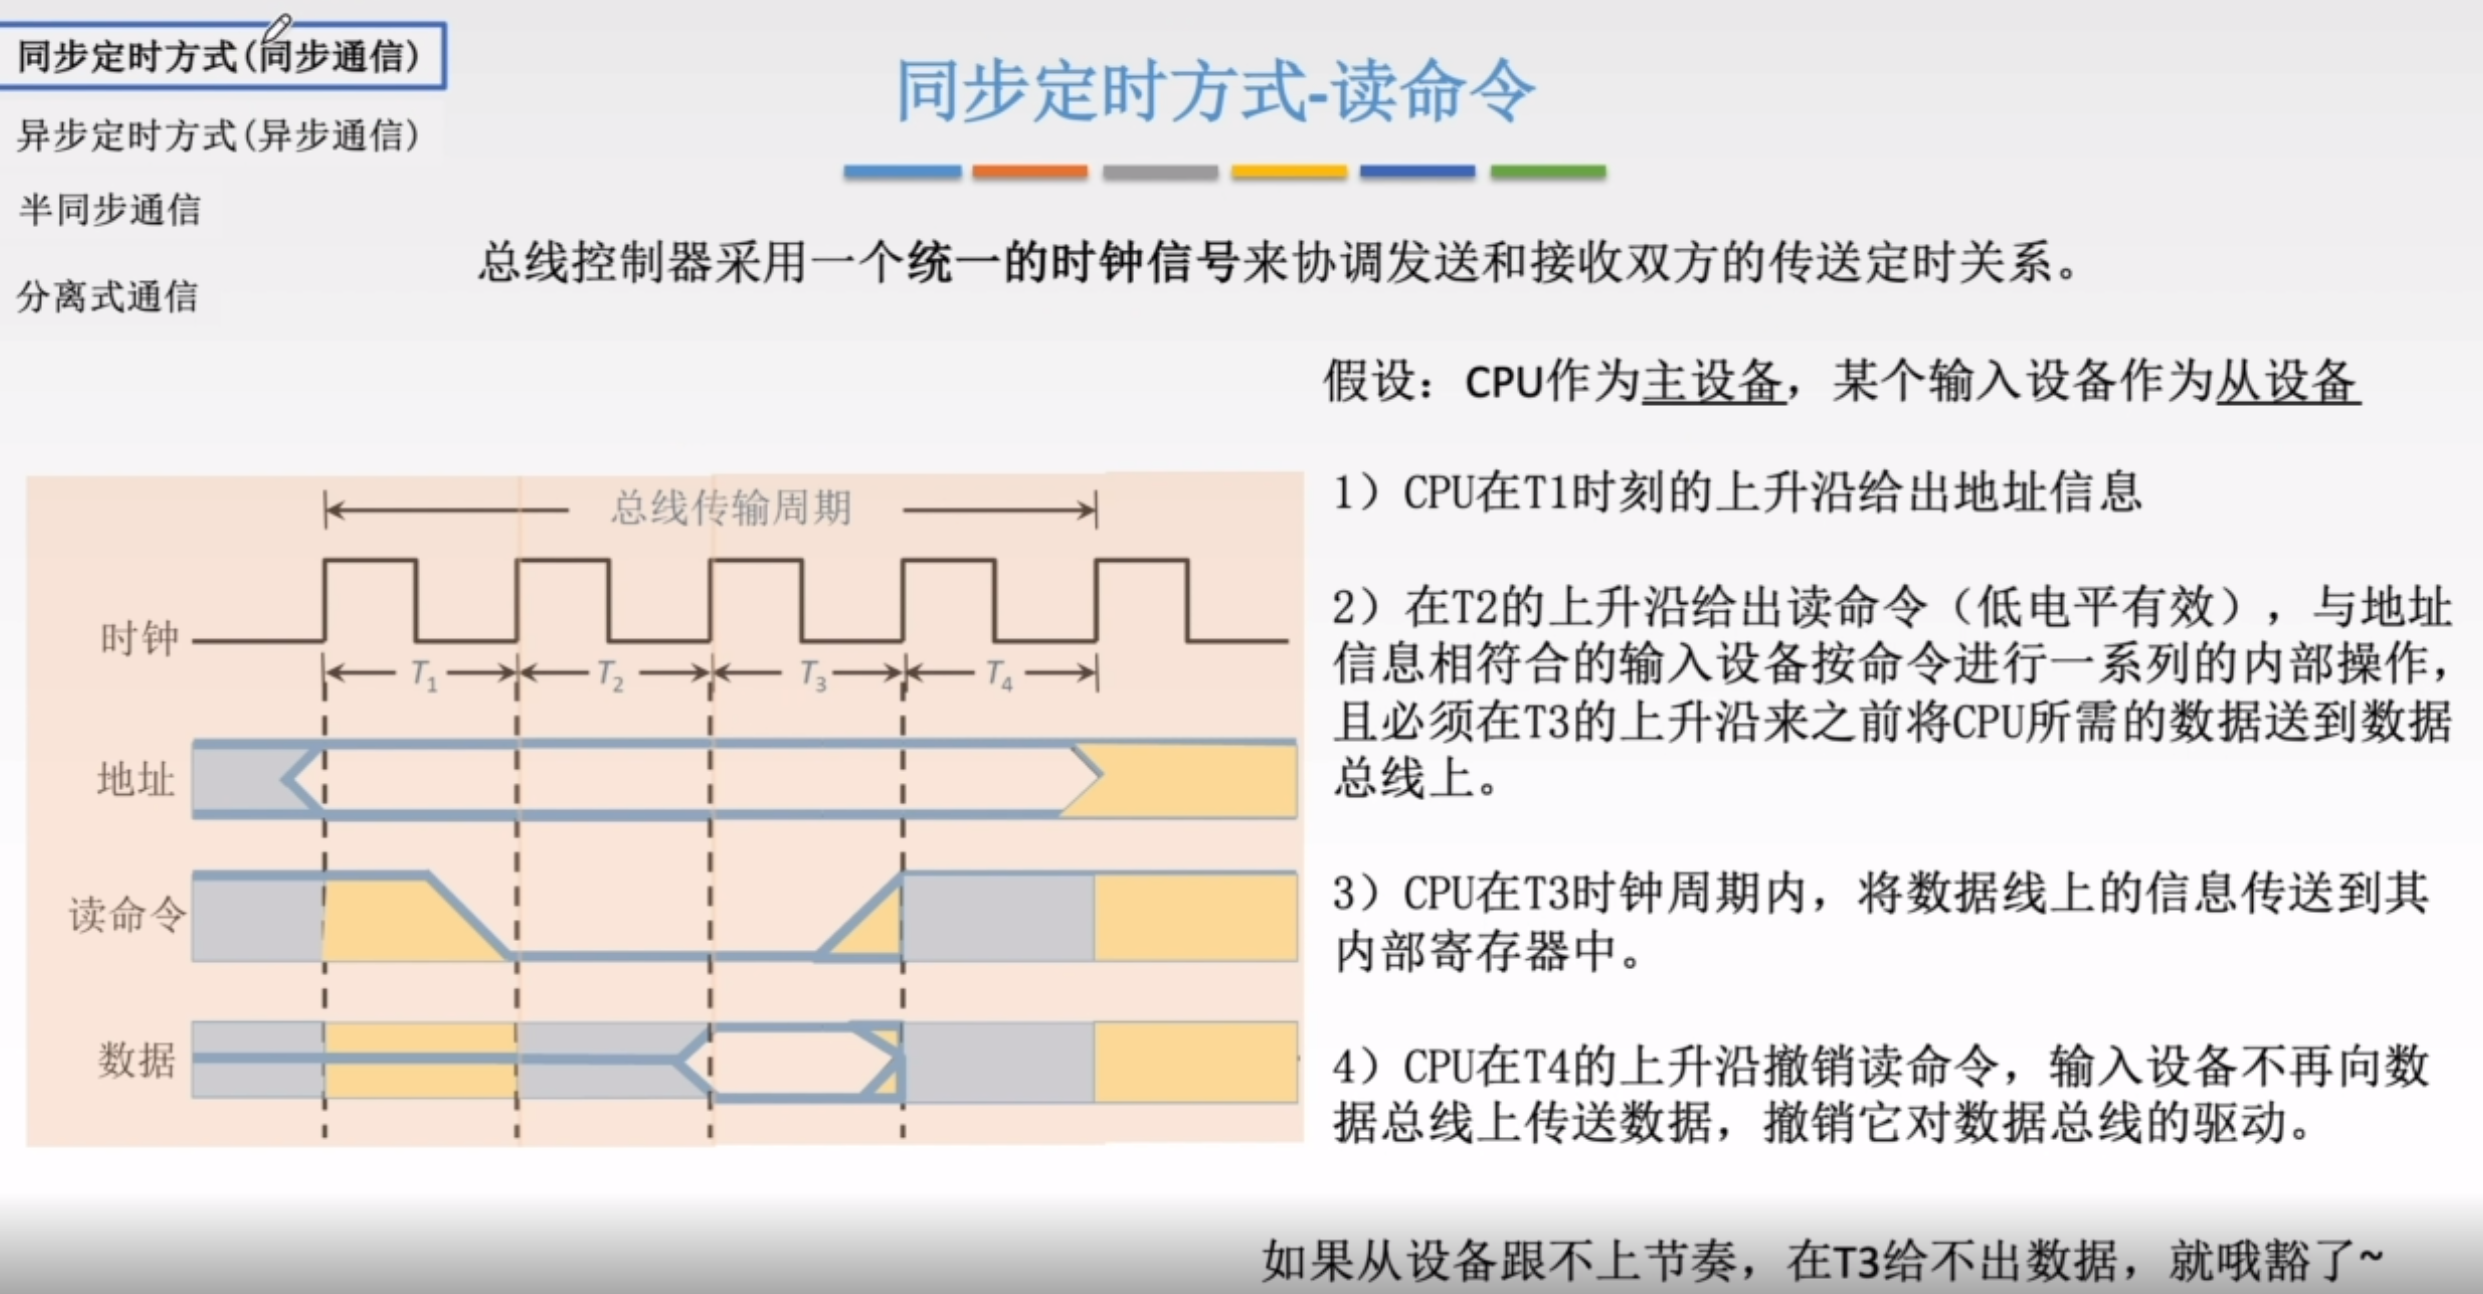 同步定时方式(同步通信)
异步定时方式(异步通信)
半同步通信
分离式通信
同步定时方式-读命令
总线控制器采用一个统一的时钟信号来协调发送和接收双方的传送定时关系。
假设：CPU作为主设备，某个输入设备作为从设备
总线传输周期
时钟
T1 T2 T3 T4
地址
读命令
数据
1）CPU在T1时刻的上升沿给出地址信息
2）在T2的上升沿给出读命令（低电平有效），与地址
信息相符合的输入设备按命令进行一系列的内部操作，
且必须在T3的上升沿来之前将CPU所需的数据送到数据
总线上。
3）CPU在T3时钟周期内，将数据线上的信息传送到其
内部寄存器中。
4）CPU在T4的上升沿撤销读命令，输入设备不再向数
据总线上传送数据，撤销它对数据总线的驱动。
如果从设备跟不上节奏，在T3给不出数据，就哦豁了~